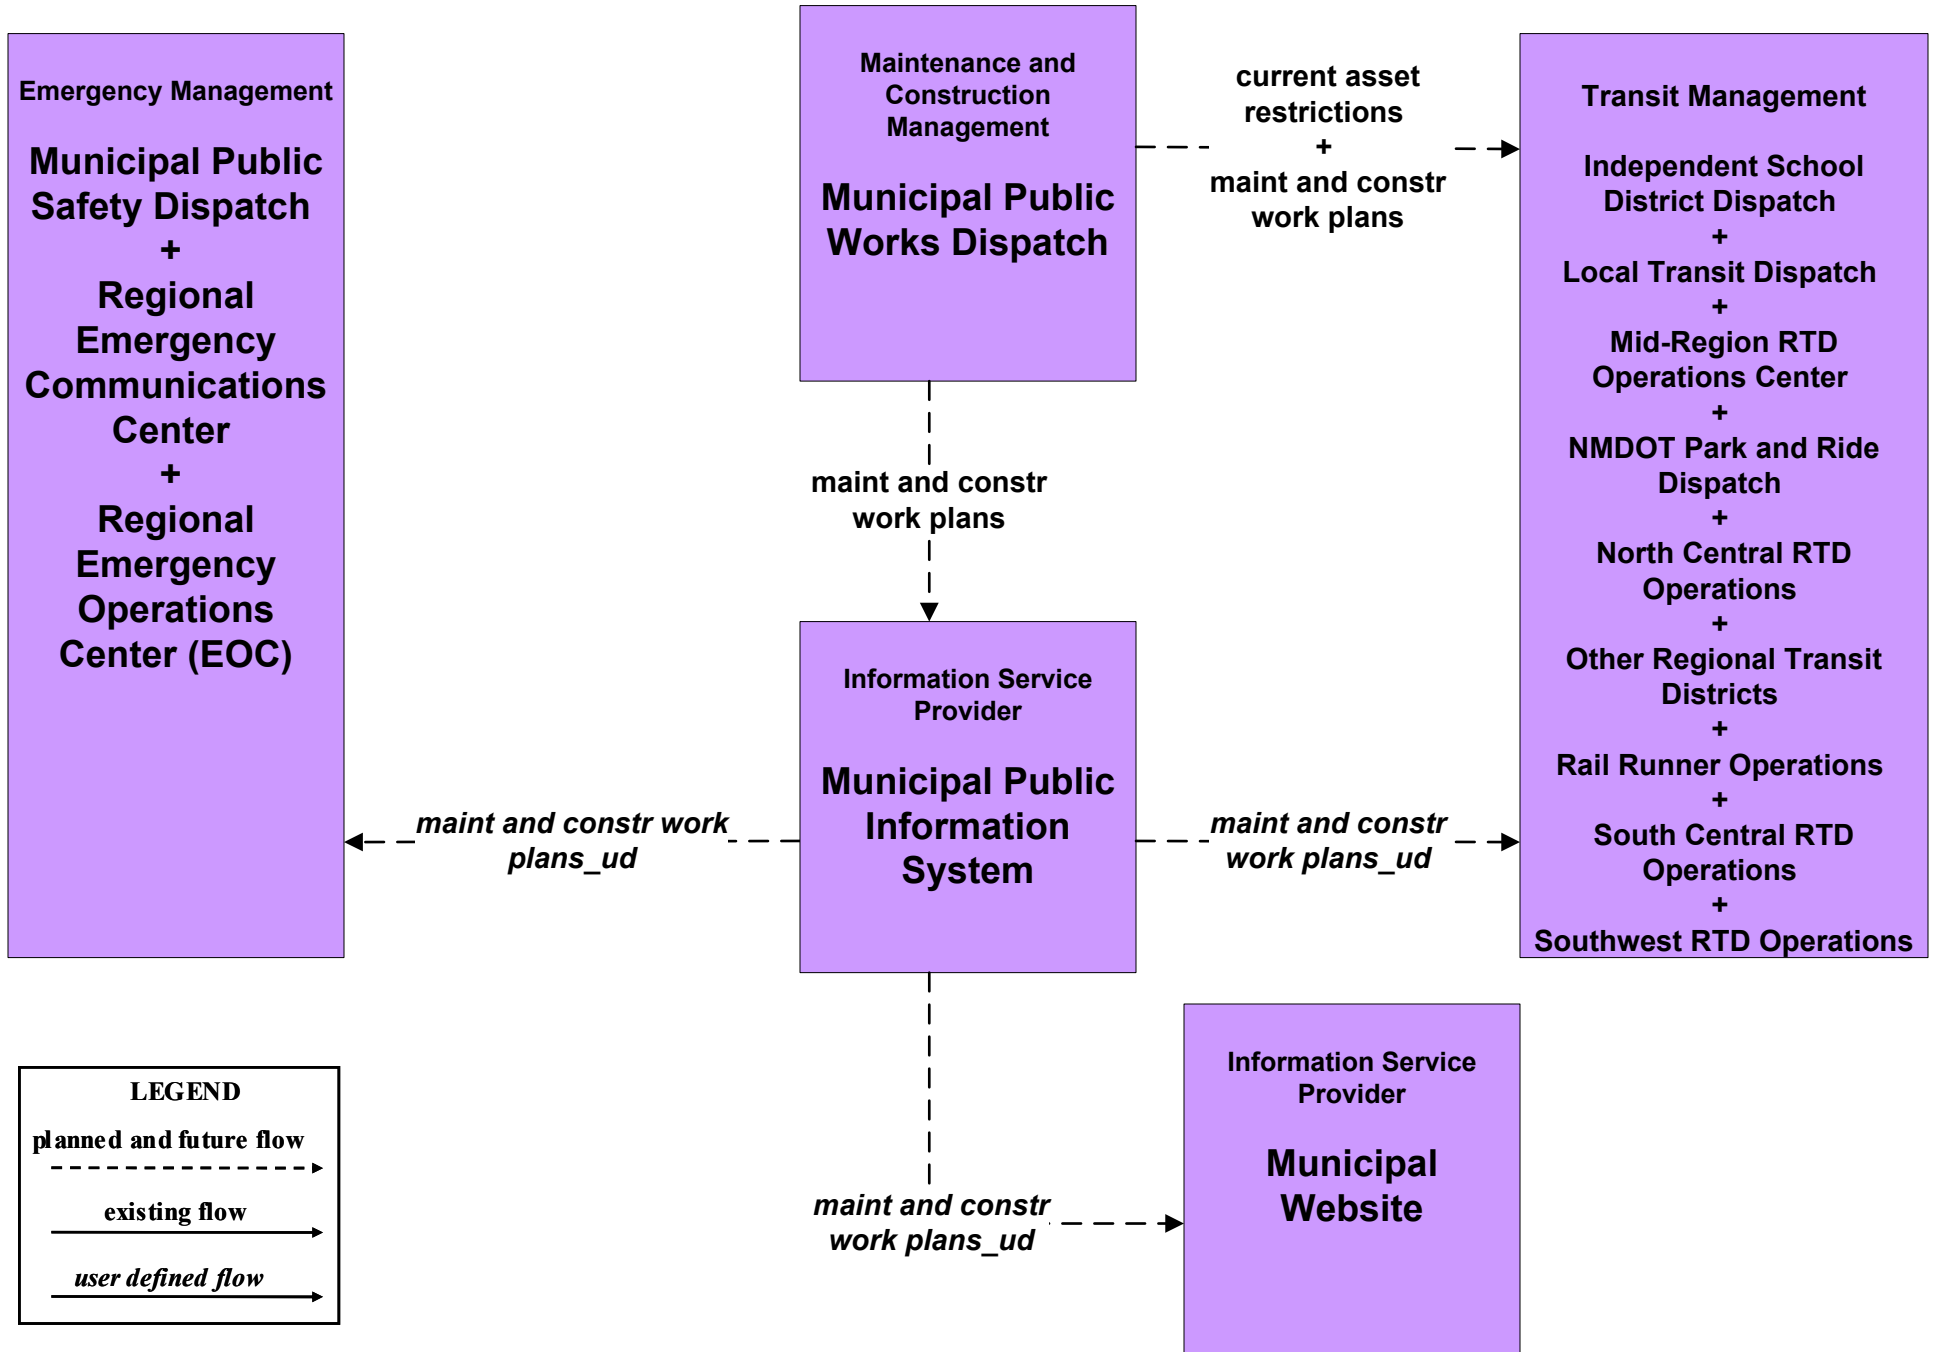 Emergency Management
Municipal Public
Safety Dispatch
+
Regional
Emergency
Communications
Center
+
Regional
Emergency
Operations
Center (EOC)
Maintenance and
Construction
Management
Municipal Public
Works Dispatch
current asset
restrictions
+
maint and constr
work plans
Transit Management
Independent School
District Dispatch
+
Local Transit Dispatch
+
Mid-Region RTD
Operations Center
+
NMDOT Park and Ride
Dispatch
+
North Central RTD
Operations
+
Other Regional Transit
Districts
+
Rail Runner Operations
+
South Central RTD
Operations
+
Southwest RTD Operations
maint and constr
work plans
Information Service
Provider
Municipal Public
Information
System
maint and constr work
plans_ud
maint and constr
work plans_ud
maint and constr
work plans_ud
Information Service
Provider
Municipal
Website
LEGEND
planned and future flow
existing flow
user defined flow